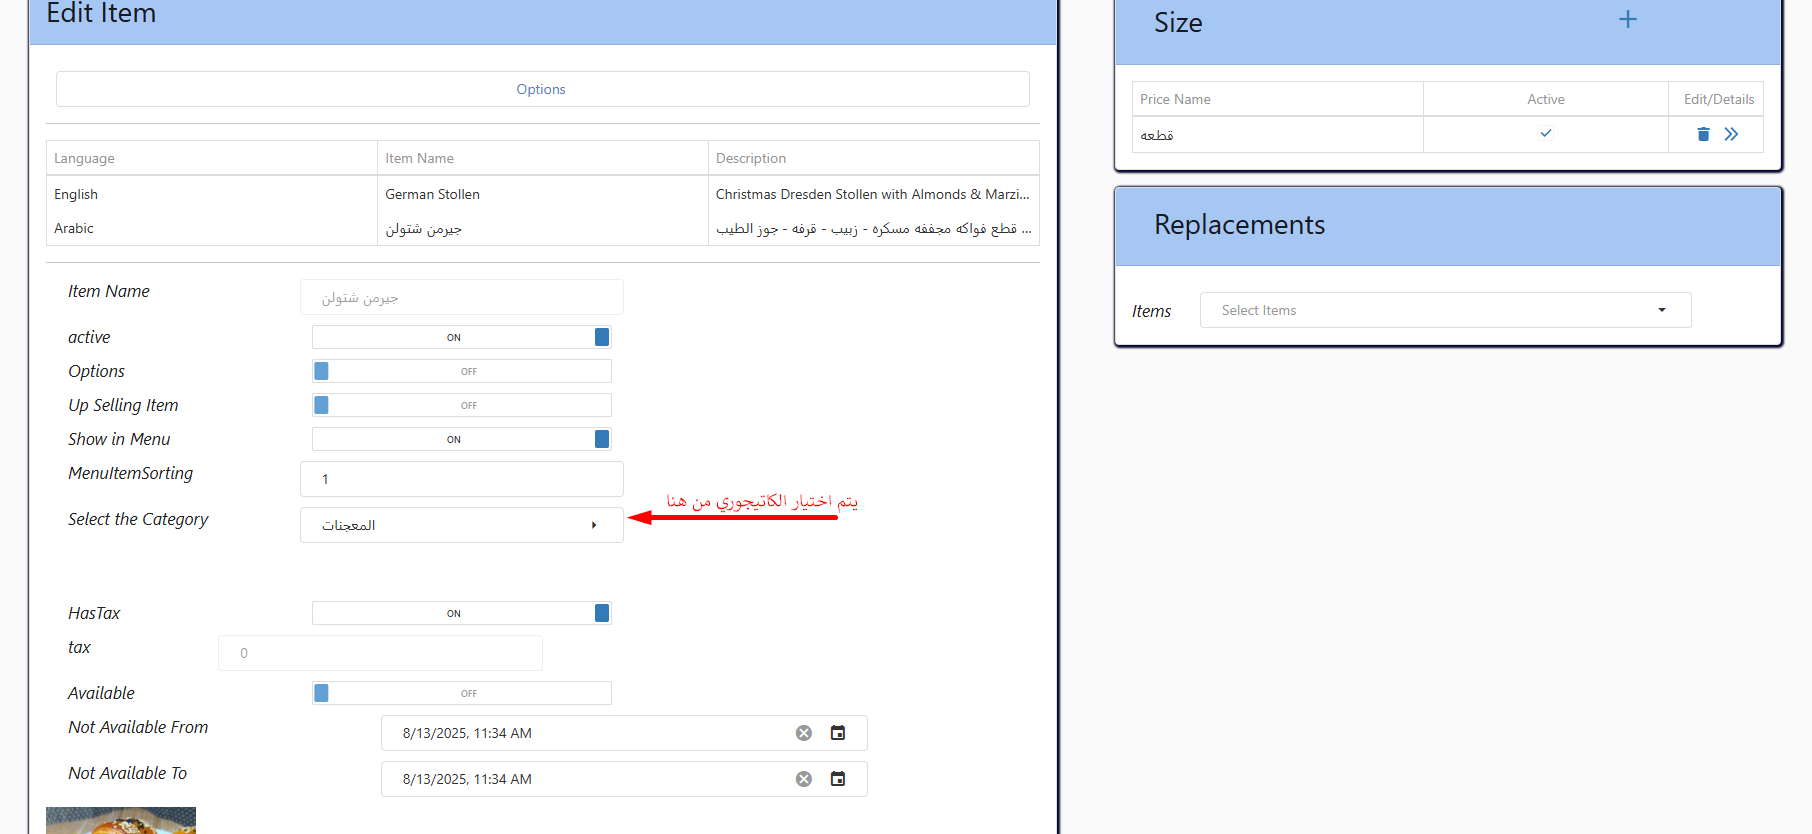 Edit Item
Options
Language Item Name Description
English German Stollen Christmas Dresden Stollen with Almonds & Marzi...
Arabic جيرمن شتولن قطع فواكه مجففه مسكره - زبيب - قرفه - جوز الطيب ...
Item Name جيرمن شتولن
active ON
Options OFF
Up Selling Item OFF
Show in Menu ON
MenuItemSorting 1
يتم اختيار الكاتيجوري من هنا
Select the Category المعجنات
HasTax ON
tax 0
Available OFF
Not Available From 8/13/2025, 11:34 AM
Not Available To 8/13/2025, 11:34 AM
Size
Price Name Active Edit/Details
قطعه
Replacements
Items Select Items